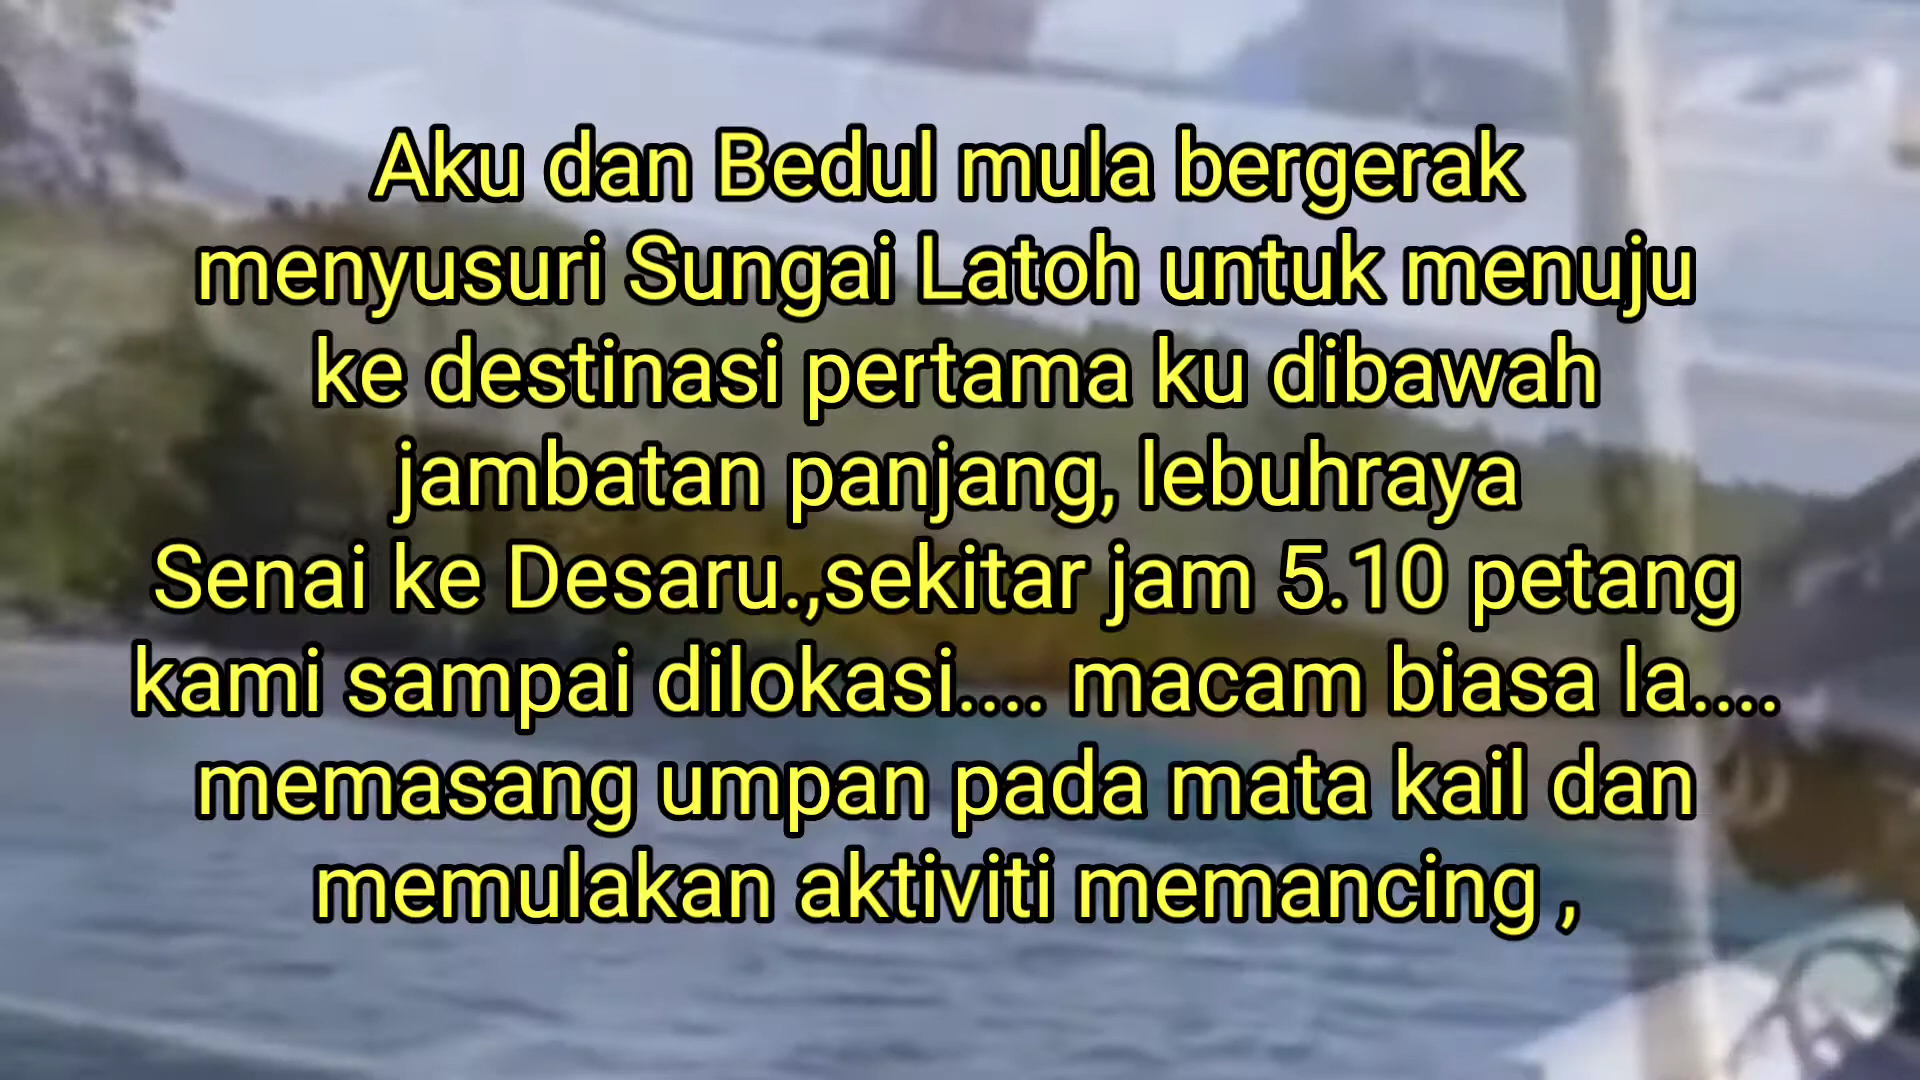 Aku dan Bedul mula bergerak
menyusuri Sungai Latoh untuk menuju
ke destinasi pertama ku dibawah
jambatan panjang, lebuhraya
Senai ke Desaru.,sekitar jam 5.10 petang
kami sampai dilokasi.... macam biasa la....
memasang umpan pada mata kail dan
memulakan aktiviti memancing ,